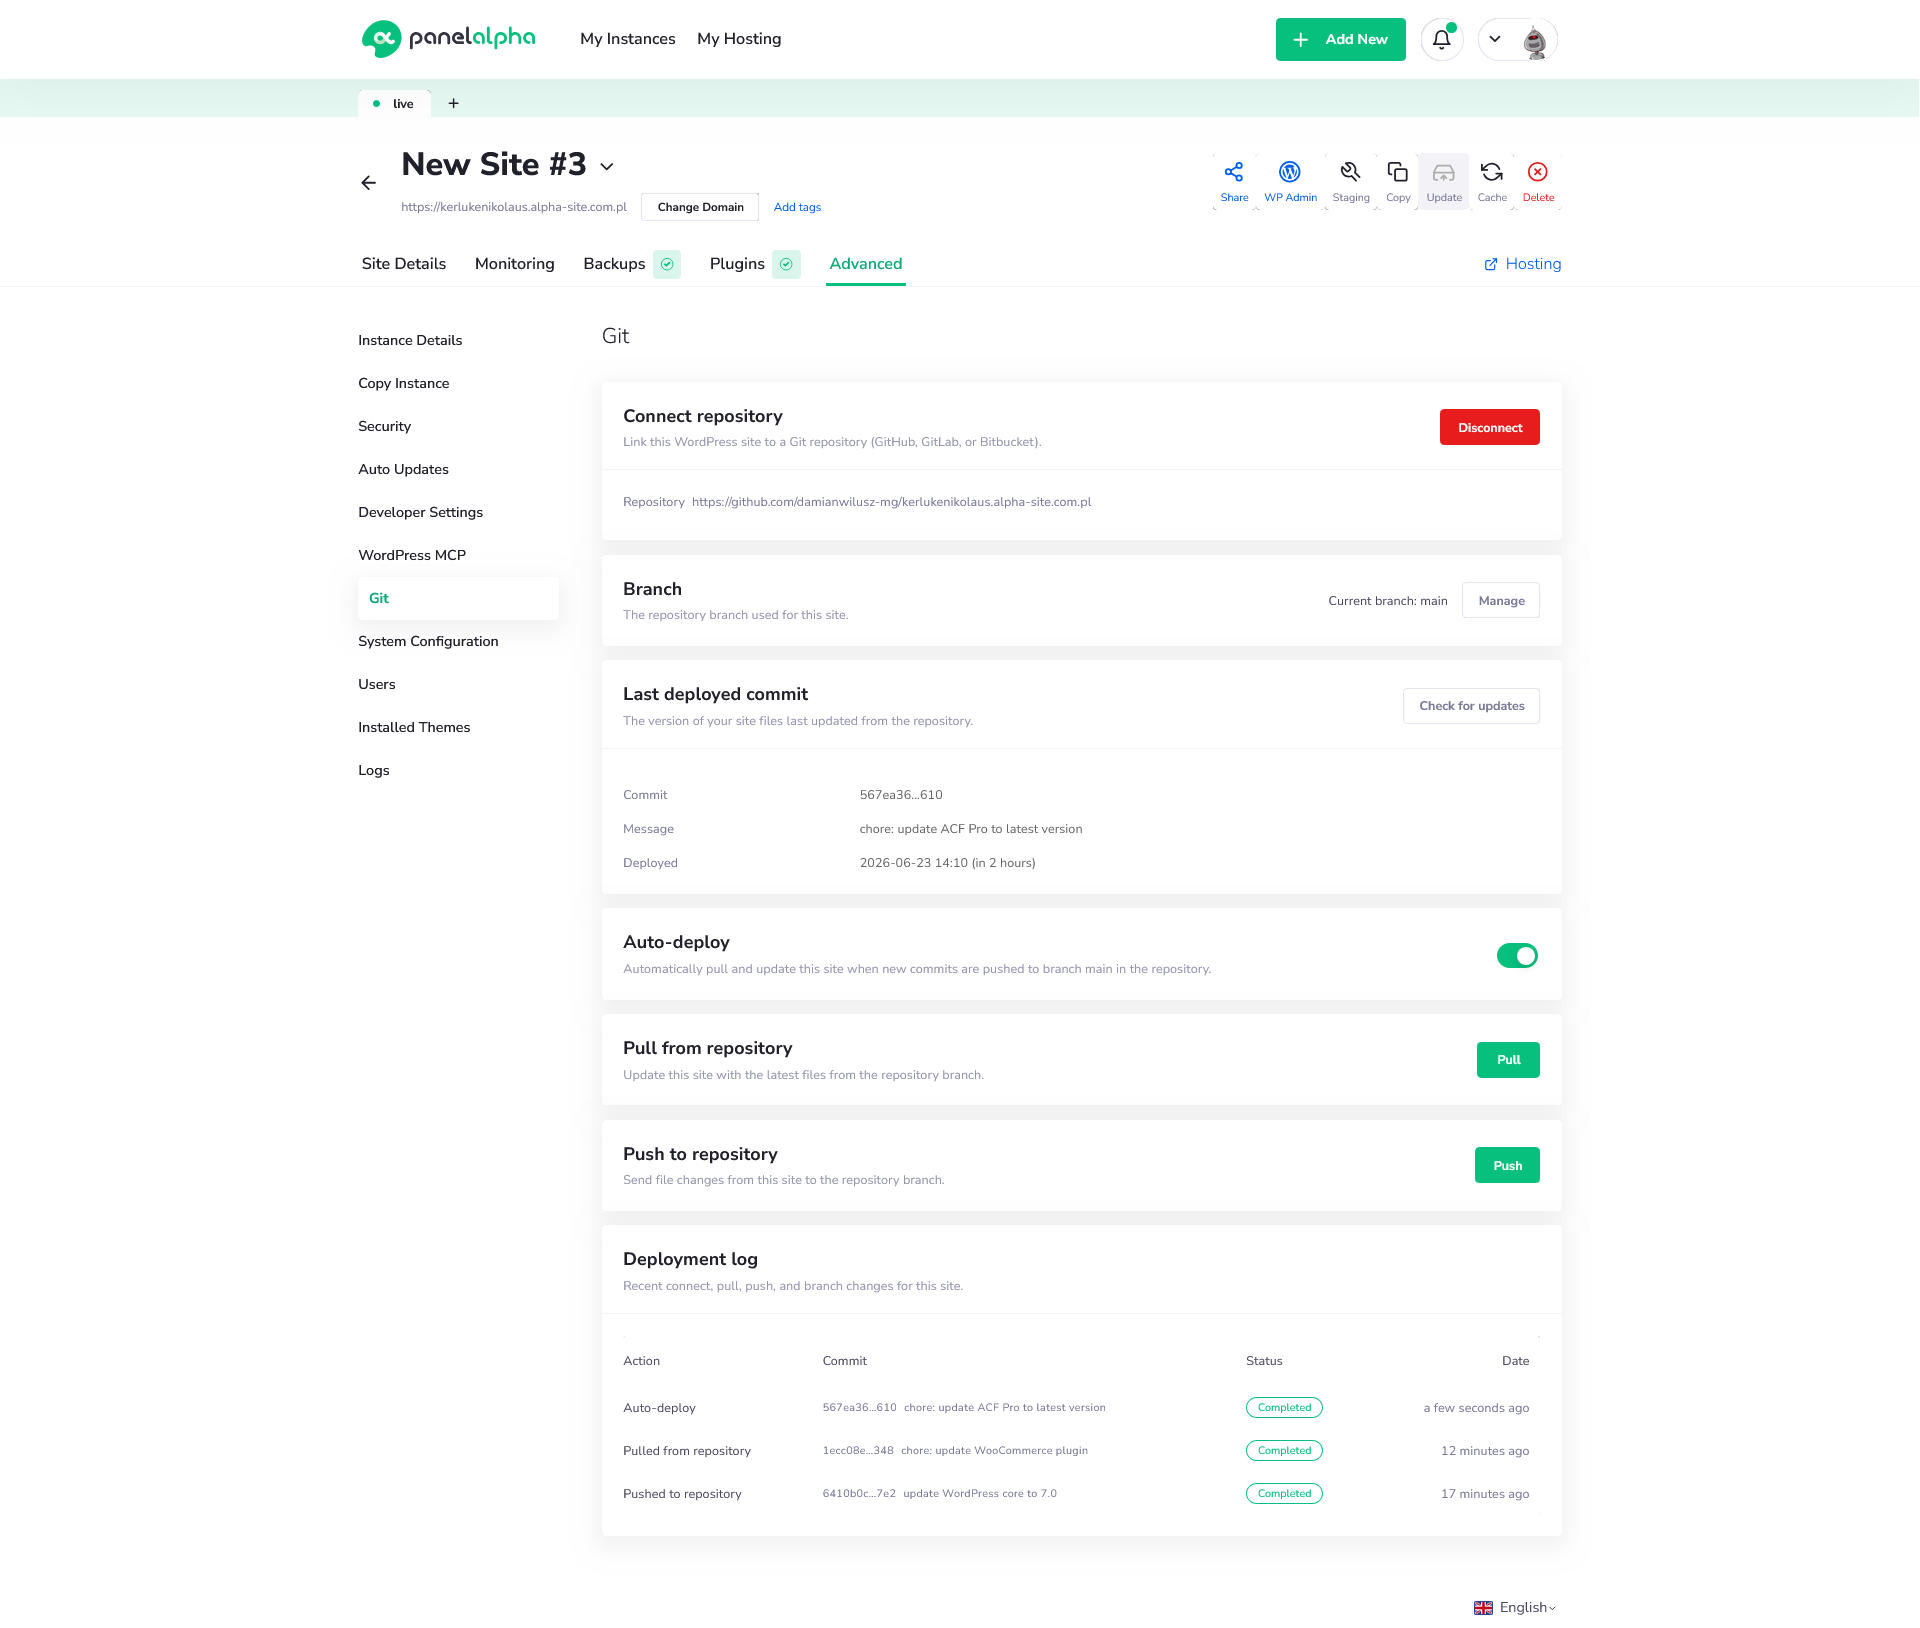 panelalpha
My Instances
My Hosting
Add New
live
+
New Site #3
https://kerlukenikolaus.alpha-site.com.pl
Change Domain
Add tags
Share
WP Admin
Staging
Copy
Update
Cache
Delete
Site Details
Monitoring
Backups
Plugins
Advanced
Hosting
Instance Details
Copy Instance
Security
Auto Updates
Developer Settings
WordPress MCP
Git
System Configuration
Users
Installed Themes
Logs
Git
Connect repository
Link this WordPress site to a Git repository (GitHub, GitLab, or Bitbucket).
Disconnect
Repository https://github.com/damianwilusz-mg/kerlukenikolaus.alpha-site.com.pl
Branch
The repository branch used for this site.
Current branch: main
Manage
Last deployed commit
The version of your site files last updated from the repository.
Check for updates
Commit 567ea36...610
Message chore: update ACF Pro to latest version
Deployed 2026-06-23 14:10 (in 2 hours)
Auto-deploy
Automatically pull and update this site when new commits are pushed to branch main in the repository.
Pull from repository
Update this site with the latest files from the repository branch.
Pull
Push to repository
Send file changes from this site to the repository branch.
Push
Deployment log
Recent connect, pull, push, and branch changes for this site.
Action Commit Status Date
Auto-deploy 567ea36...610 chore: update ACF Pro to latest version Completed a few seconds ago
Pulled from repository 1ecc08e...348 chore: update WooCommerce plugin Completed 12 minutes ago
Pushed to repository 6410b0c...7e2 update WordPress core to 7.0 Completed 17 minutes ago
English